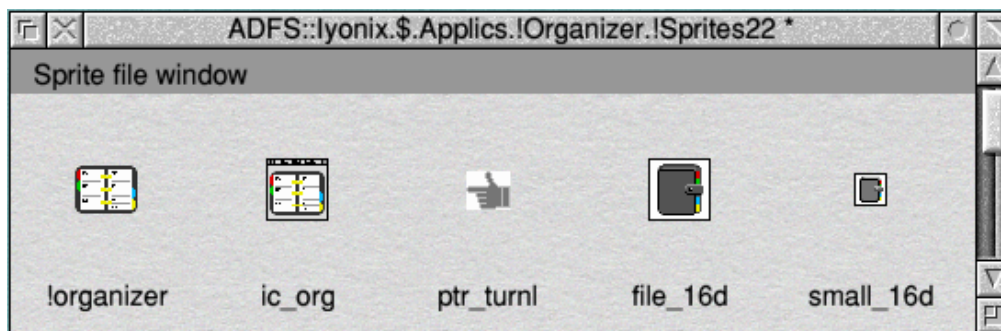 ADFS::Iyonix.$.Applics.!Organizer.!Sprites22 *
Sprite file window
!organizer ic_org ptr_turnl file_16d small_16d